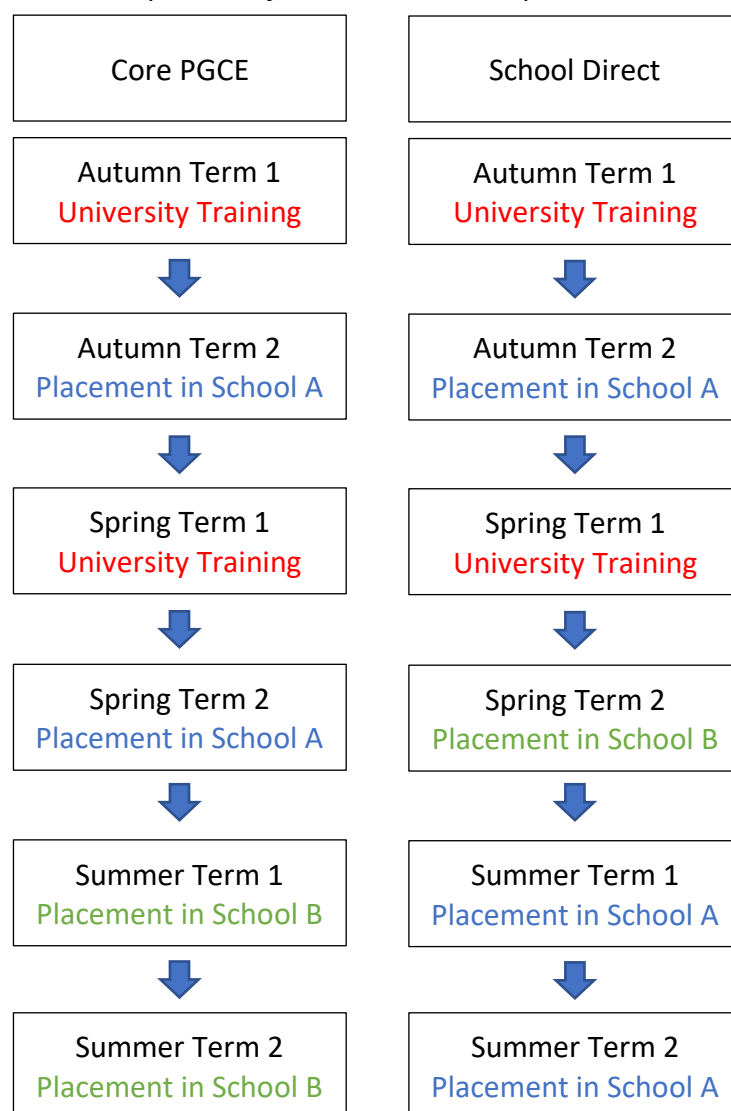 Core PGCE
Autumn Term 1
University Training
Autumn Term 2
Placement in School A
Spring Term 1
University Training
Spring Term 2
Placement in School A
Summer Term 1
Placement in School B
Summer Term 2
Placement in School B
School Direct
Autumn Term 1
University Training
Autumn Term 2
Placement in School A
Spring Term 1
University Training
Spring Term 2
Placement in School B
Summer Term 1
Placement in School A
Summer Term 2
Placement in School A